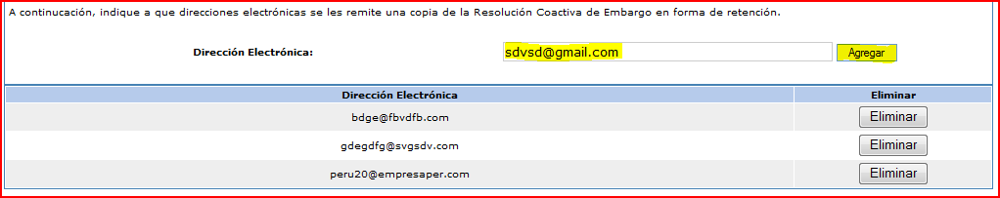 A continuación, indique a que direcciones electrónicas se les remite una copia de la Resolución Coactiva de Embargo en forma de retención.
Dirección Electrónica: sdvsd@gmail.com Agregar
Dirección Electrónica Eliminar
bdge@fbvdfb.com Eliminar
gdegdfg@svgsdv.com Eliminar
peru20@empresaper.com Eliminar